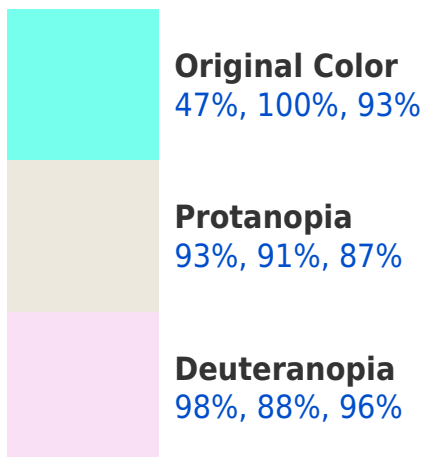 Original Color
47%, 100%, 93%
Protanopia
93%, 91%, 87%
Deuteranopia
98%, 88%, 96%